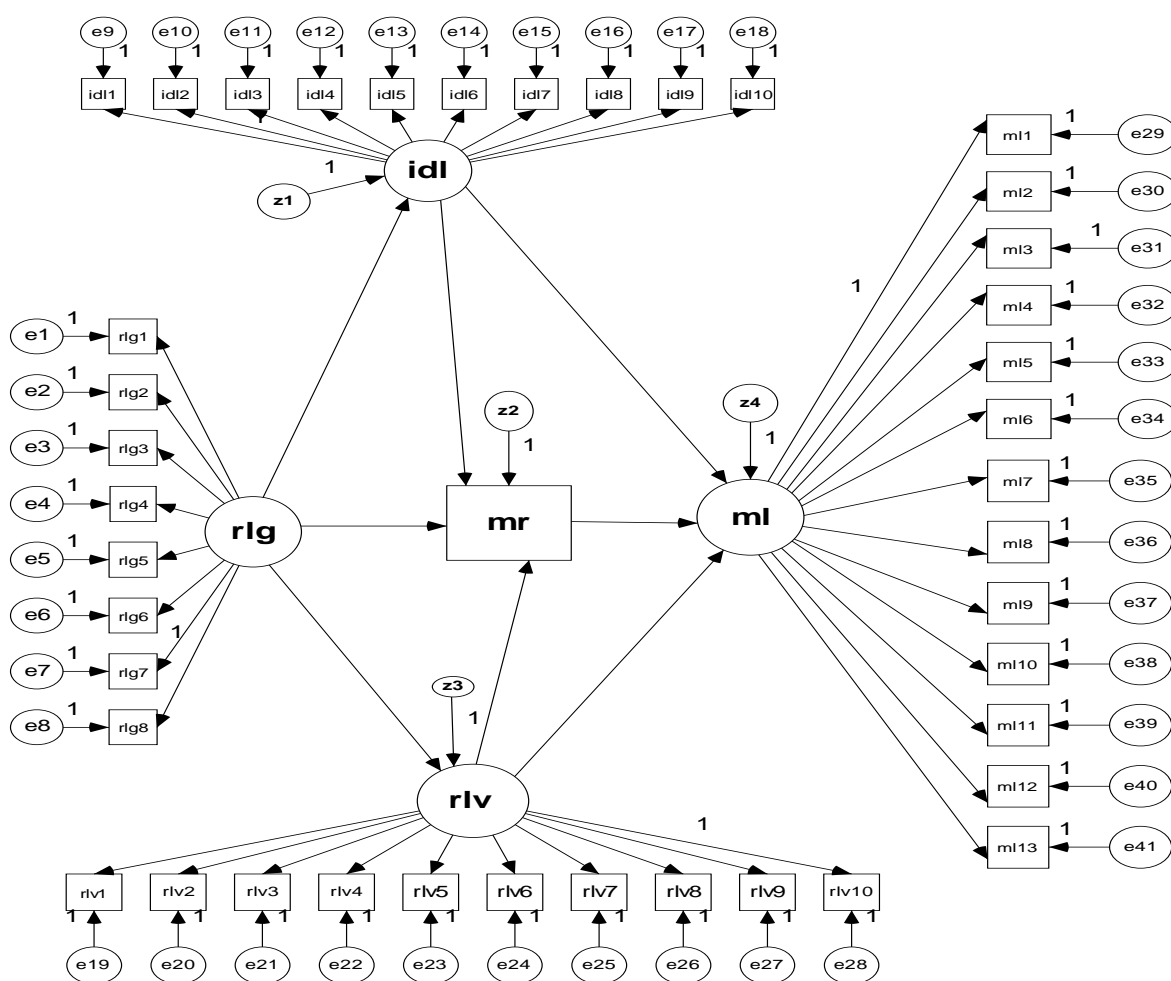 e9 e10 e11 e12 e13 e14 e15 e16 e17 e18
1 1 1 1 1 1 1 1 1 1
idl1 idl2 idl3 idl4 idl5 idl6 idl7 idl8 idl9 idl10
1
idl
1
z1
ml1 1 e29
ml2 1 e30
ml3 1 e31
ml4 1 e32
ml5 1 e33
ml6 1 e34
ml7 1 e35
ml8 1 e36
ml9 1 e37
ml10 1 e38
ml11 1 e39
ml12 1 e40
ml13 1 e41
1
e1 1 rlg1
e2 1 rlg2
e3 1 rlg3
e4 1 rlg4
e5 1 rlg5
e6 1 rlg6
e7 1 rlg7
e8 1 rlg8
1
rlg
z2
1
mr
z4
1
ml
z3
1
rlv
1
rlv1 rlv2 rlv3 rlv4 rlv5 rlv6 rlv7 rlv8 rlv9 rlv10
1 1 1 1 1 1 1 1 1 1
e19 e20 e21 e22 e23 e24 e25 e26 e27 e28